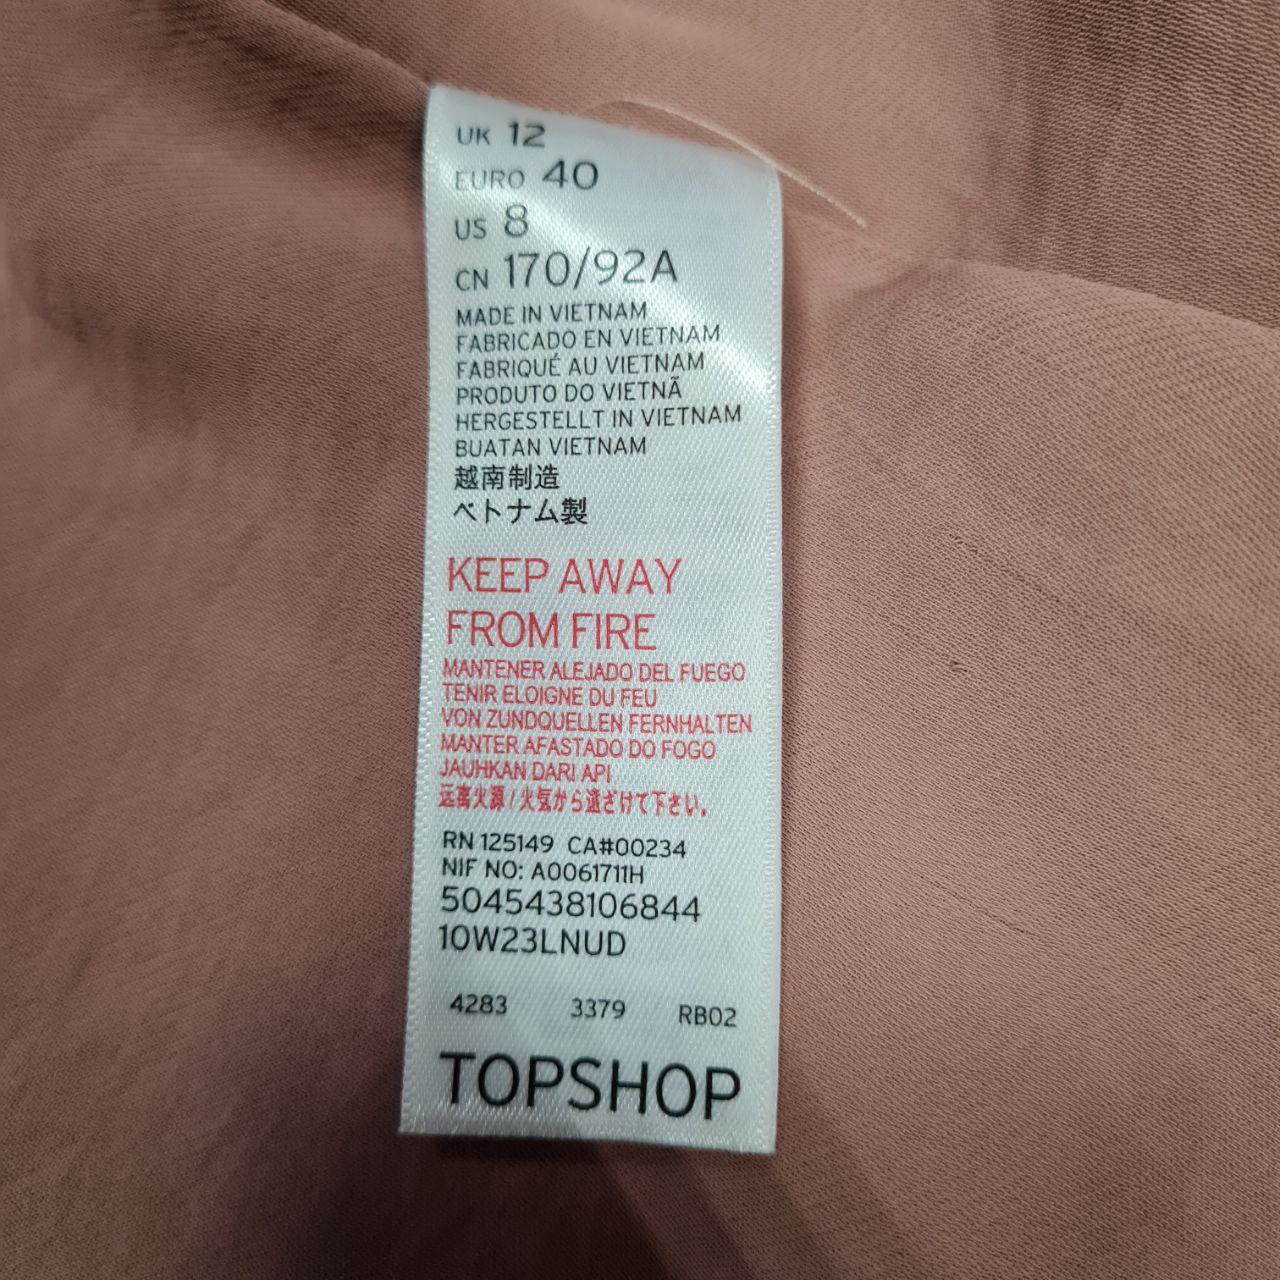 UK 12
EURO 40
US 8
CN 170/92A
MADE IN VIETNAM
FABRICADO EN VIETNAM
FABRIQUÉ AU VIETNAM
PRODUTO DO VIETNÃ
HERGESTELLT IN VIETNAM
BUATAN VIETNAM
越南制造
ベトナム製
KEEP AWAY
FROM FIRE
MANTENER ALEJADO DEL FUEGO
TENIR ELOIGNE DU FEU
VON ZUNDQUELLEN FERNHALTEN
MANTER AFASTADO DO FOGO
JAUHKAN DARI API
远离火源 / 火気から遠ざけて下さい。
RN 125149 CA#00234
NIF NO: A0061711H
5045438106844
10W23LNUD
4283 3379 RB02
TOPSHOP